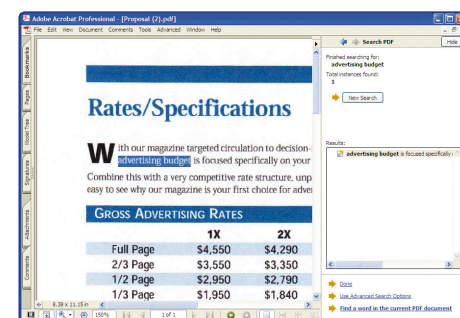 Adobe Acrobat Professional - [Proposal (2).pdf]
File Edit View Document Comments Tools Advanced Window Help
Bookmarks
Pages
Model Tree
Signatures
Attachments
Comments
Rates/Specifications
With our magazine targeted circulation to decision-
advertising budget is focused specifically on your
Combine this with a very competitive rate structure, unp
easy to see why our magazine is your first choice for adver
GROSS ADVERTISING RATES
1X 2X
Full Page $4,550 $4,290
2/3 Page $3,550 $3,350
1/2 Page $2,950 $2,790
1/3 Page $1,950 $1,840
8.38 x 11.15 in
150% 1 of 1
Search PDF Hide
Finished searching for:
advertising budget
Total instances found:
1
New Search
Results:
advertising budget is focused specifically
Done
Use Advanced Search Options
Find a word in the current PDF document